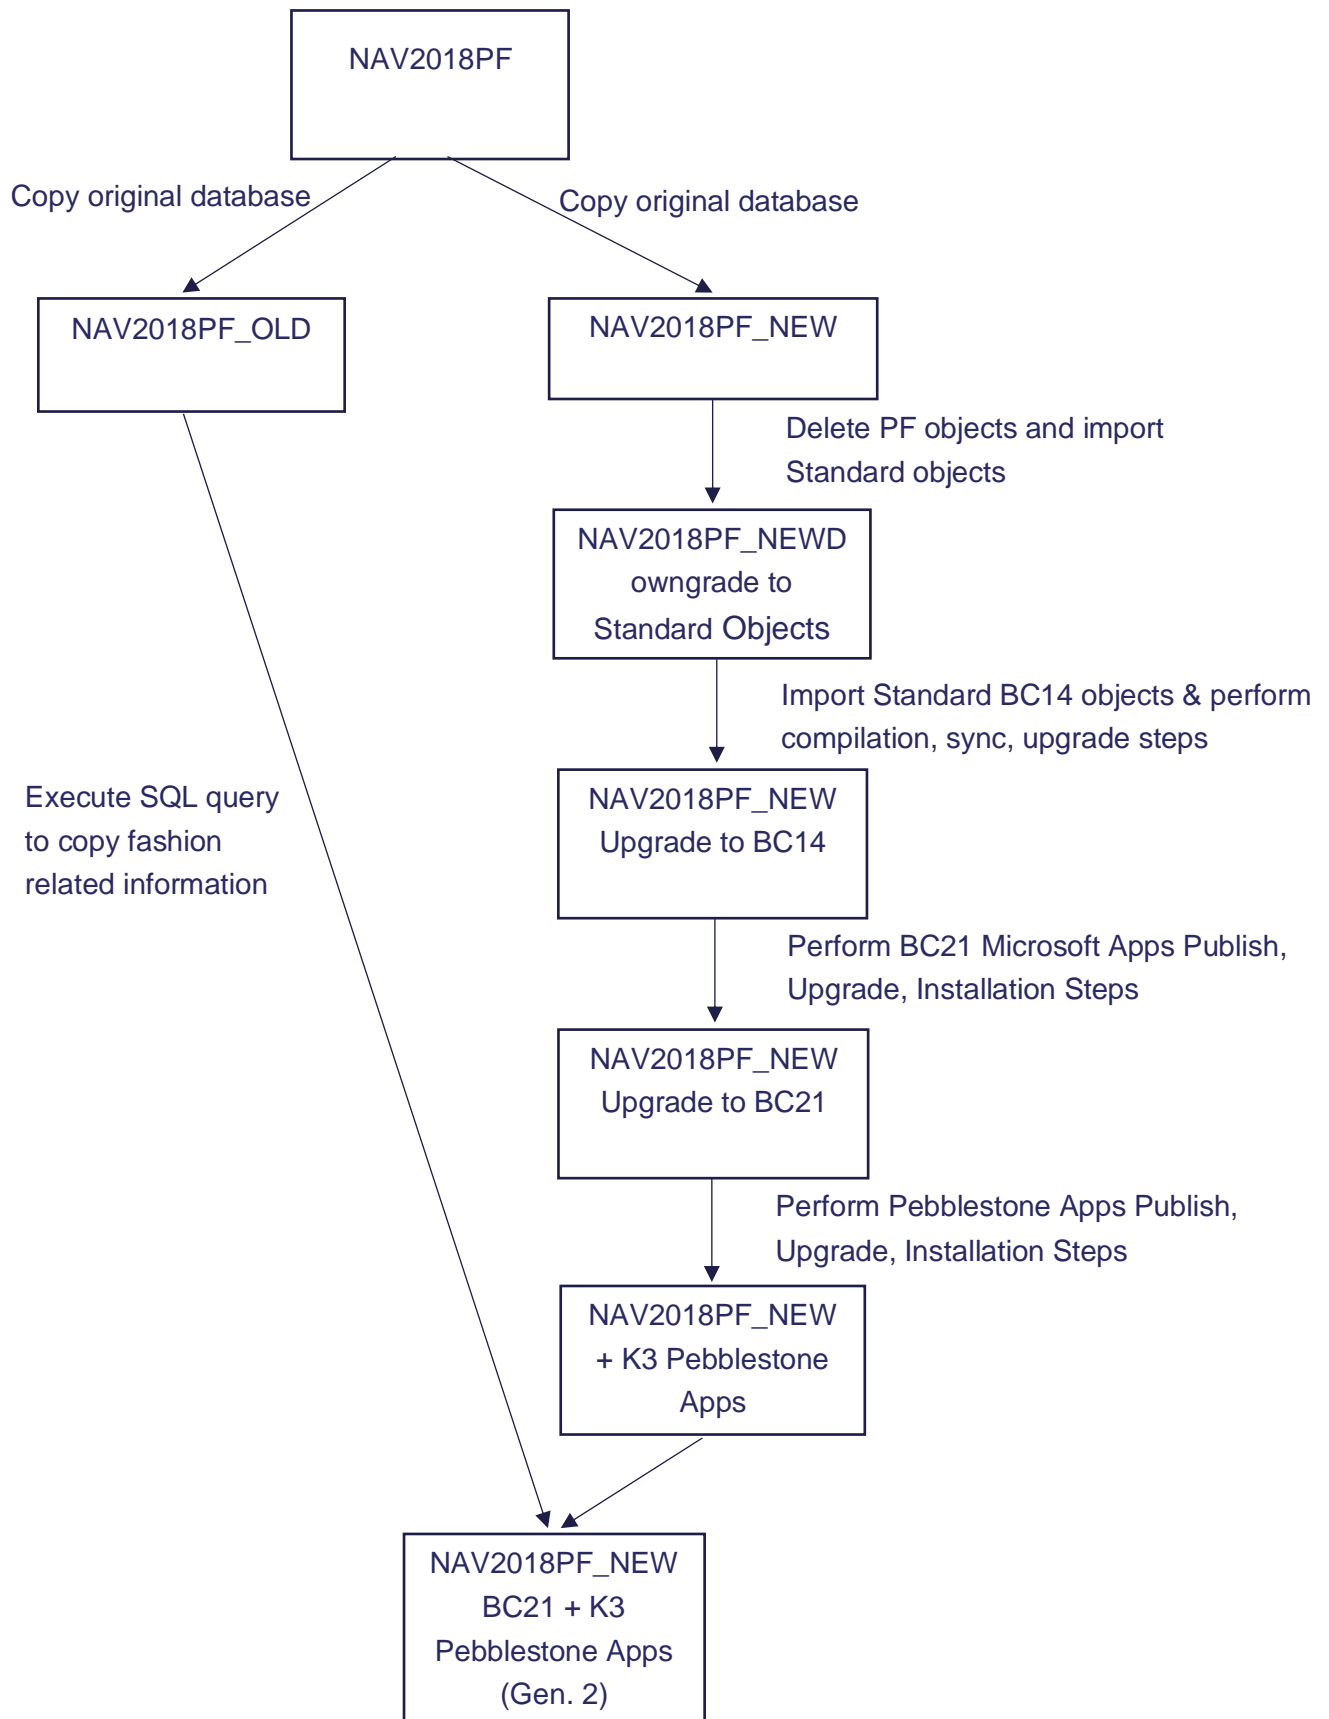 NAV2018PF
Copy original database
Copy original database
NAV2018PF_OLD
NAV2018PF_NEW
Delete PF objects and import
Standard objects
NAV2018PF_NEWD
owngrade to
Standard Objects
Import Standard BC14 objects & perform
compilation, sync, upgrade steps
NAV2018PF_NEW
Upgrade to BC14
Execute SQL query
to copy fashion
related information
Perform BC21 Microsoft Apps Publish,
Upgrade, Installation Steps
NAV2018PF_NEW
Upgrade to BC21
Perform Pebblestone Apps Publish,
Upgrade, Installation Steps
NAV2018PF_NEW
+ K3 Pebblestone
Apps
NAV2018PF_NEW
BC21 + K3
Pebblestone Apps
(Gen. 2)